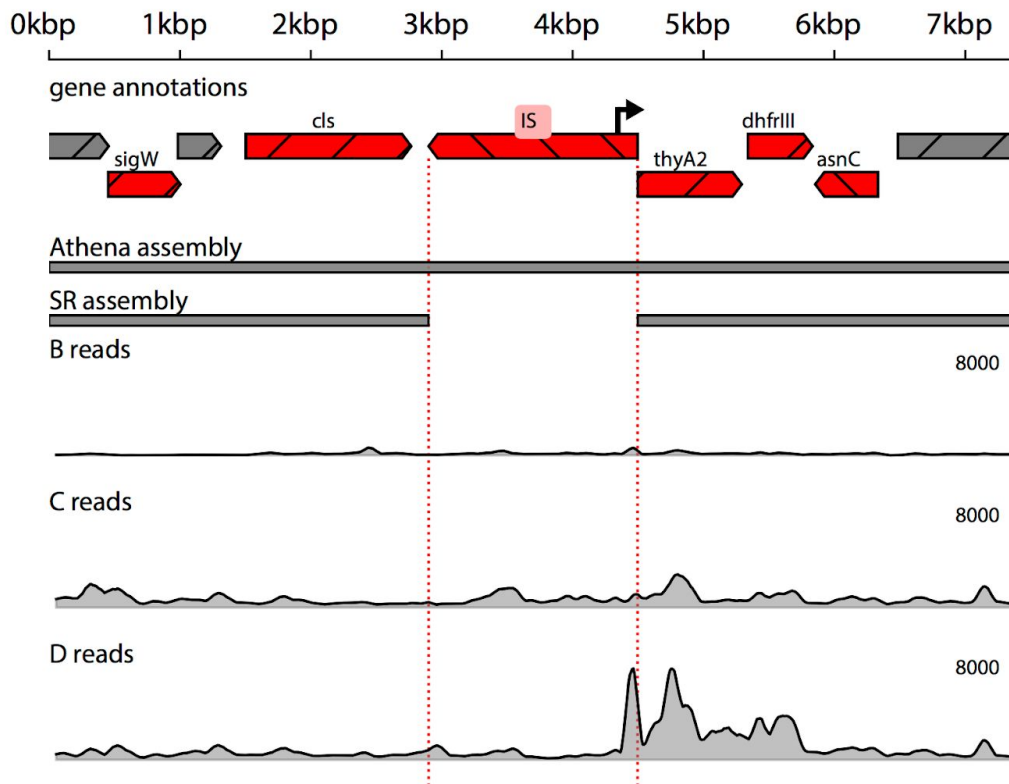 0kbp 1kbp 2kbp 3kbp 4kbp 5kbp 6kbp 7kbp
gene annotations
cls IS dhfrIII
sigW thyA2 asnC
Athena assembly
SR assembly
B reads
8000
C reads
8000
D reads
8000